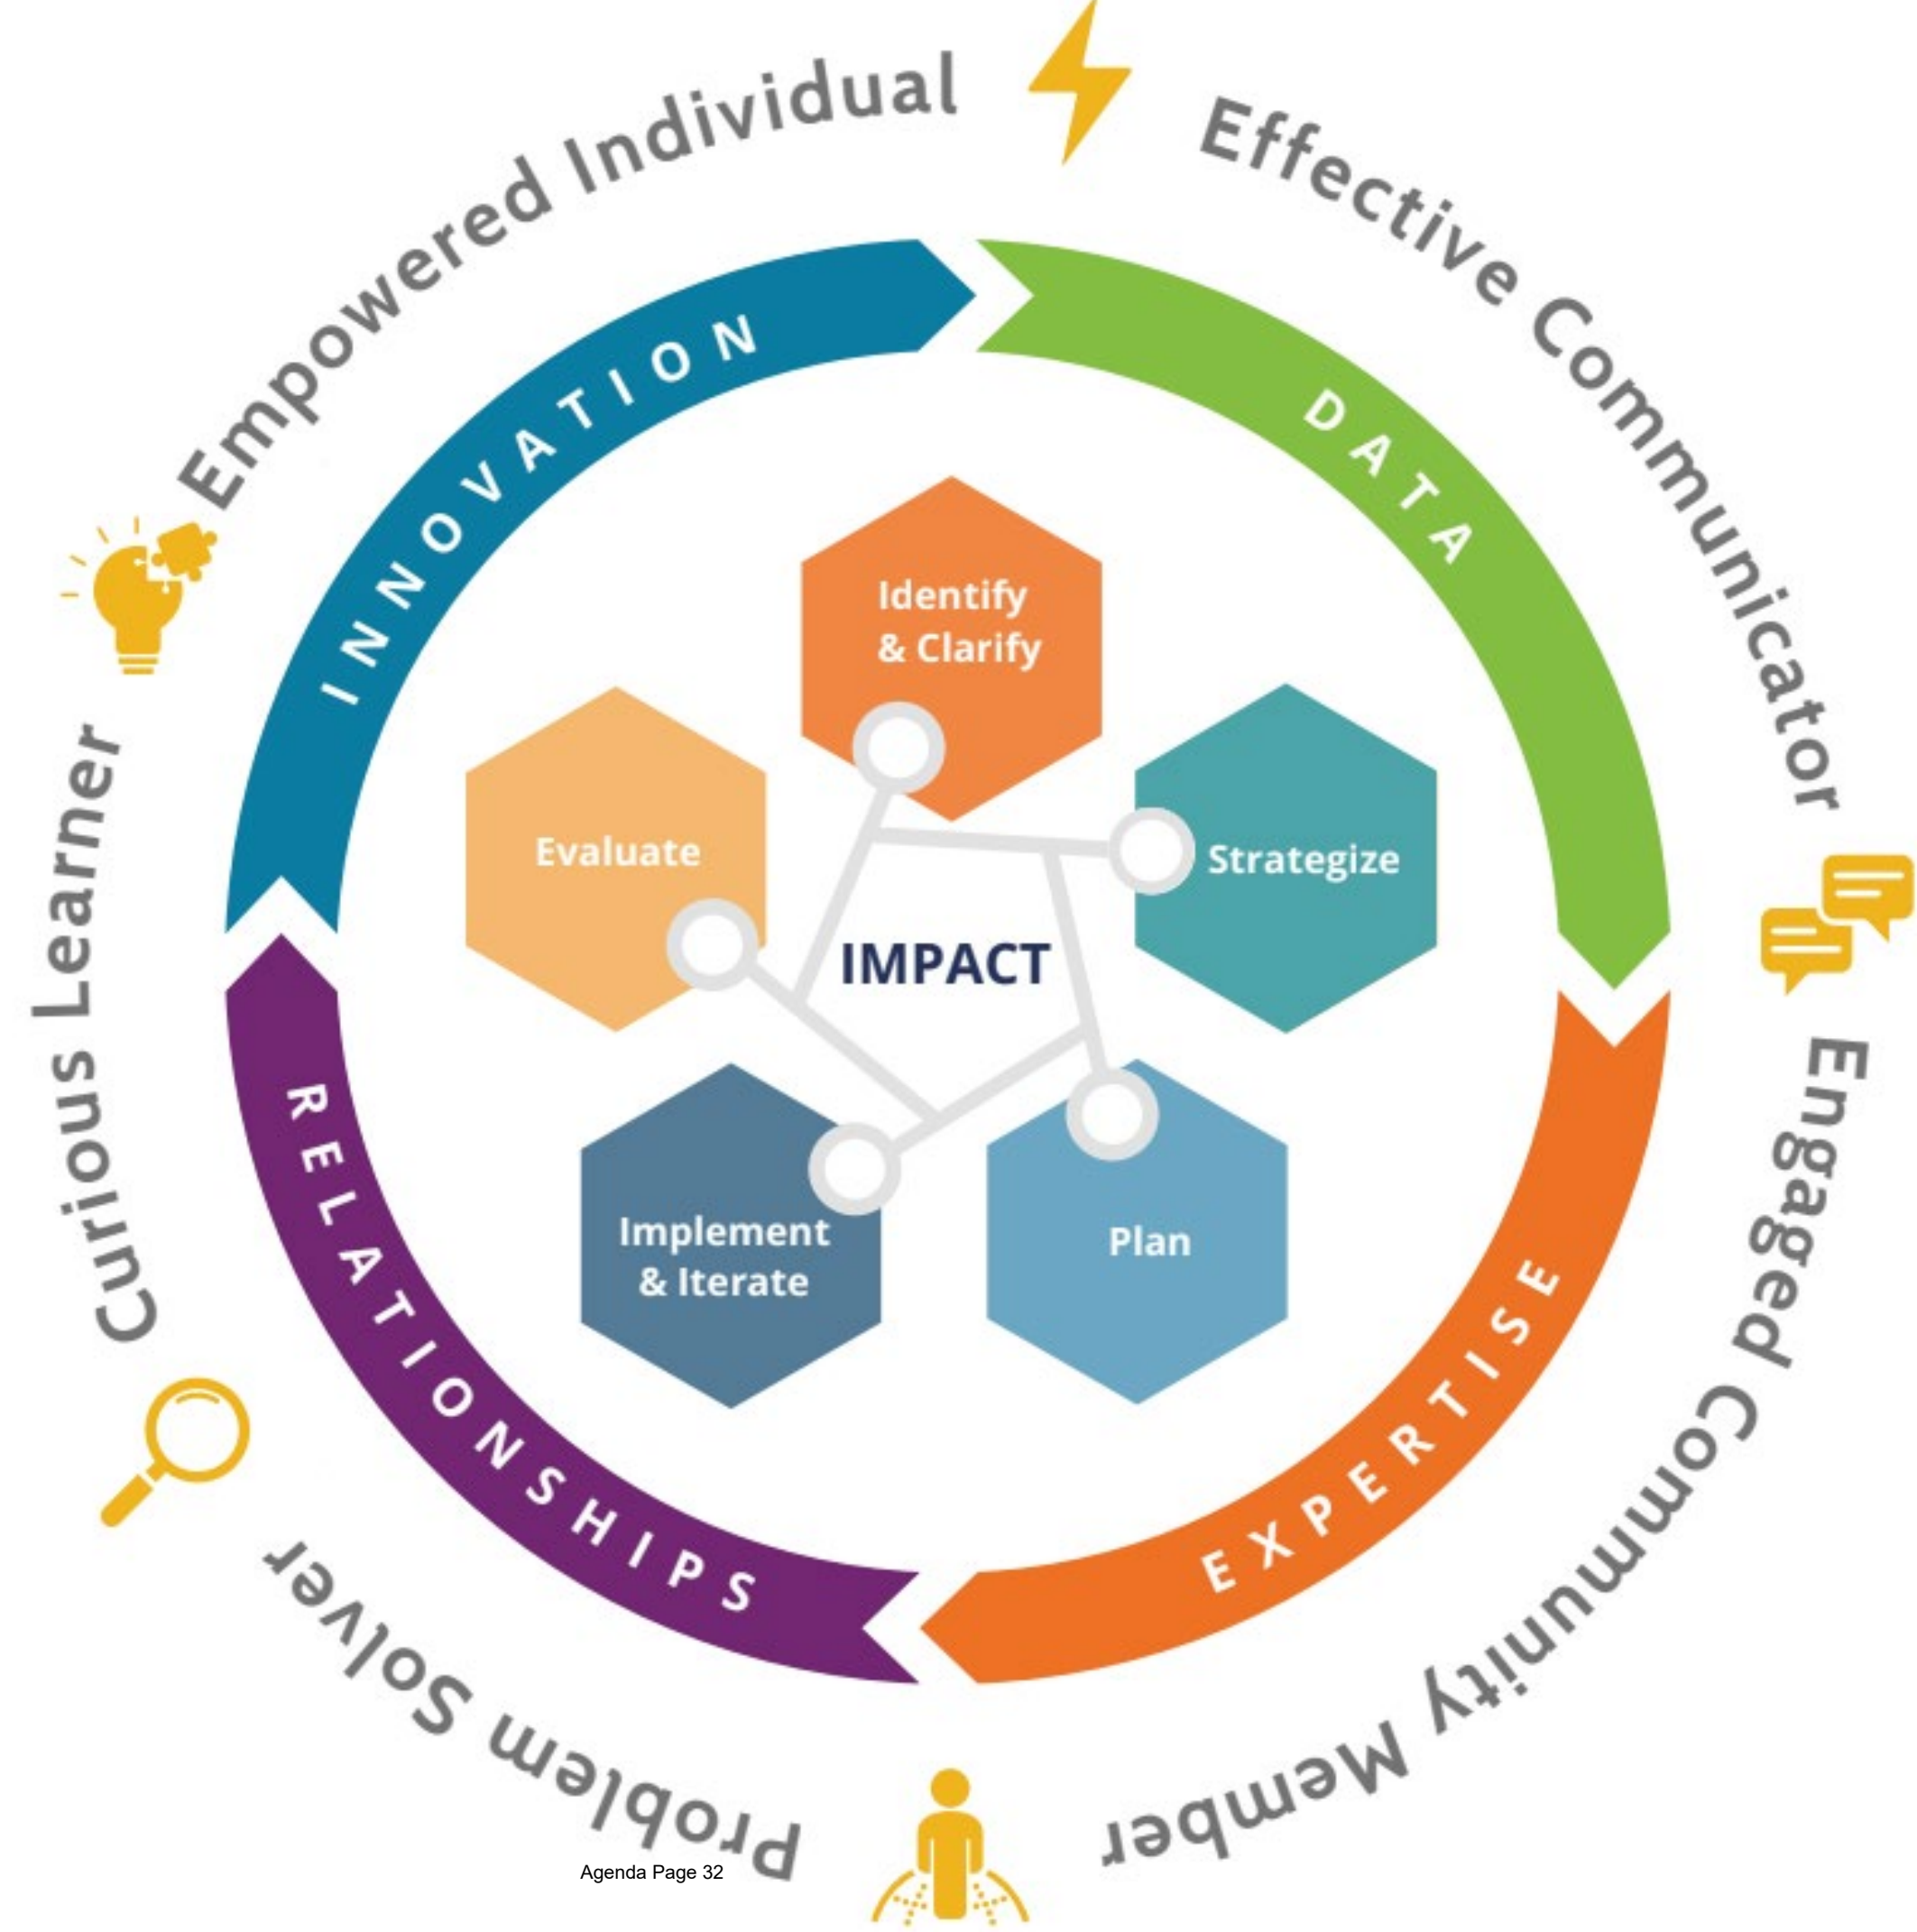 Empowered Individual
Effective Communicator
Engaged Community Member
Problem Solver
Curious Learner
INNOVATION
DATA
EXPERTISE
RELATIONSHIPS
Identify
& Clarify
Strategize
Plan
Implement
& Iterate
Evaluate
IMPACT
Agenda Page 32